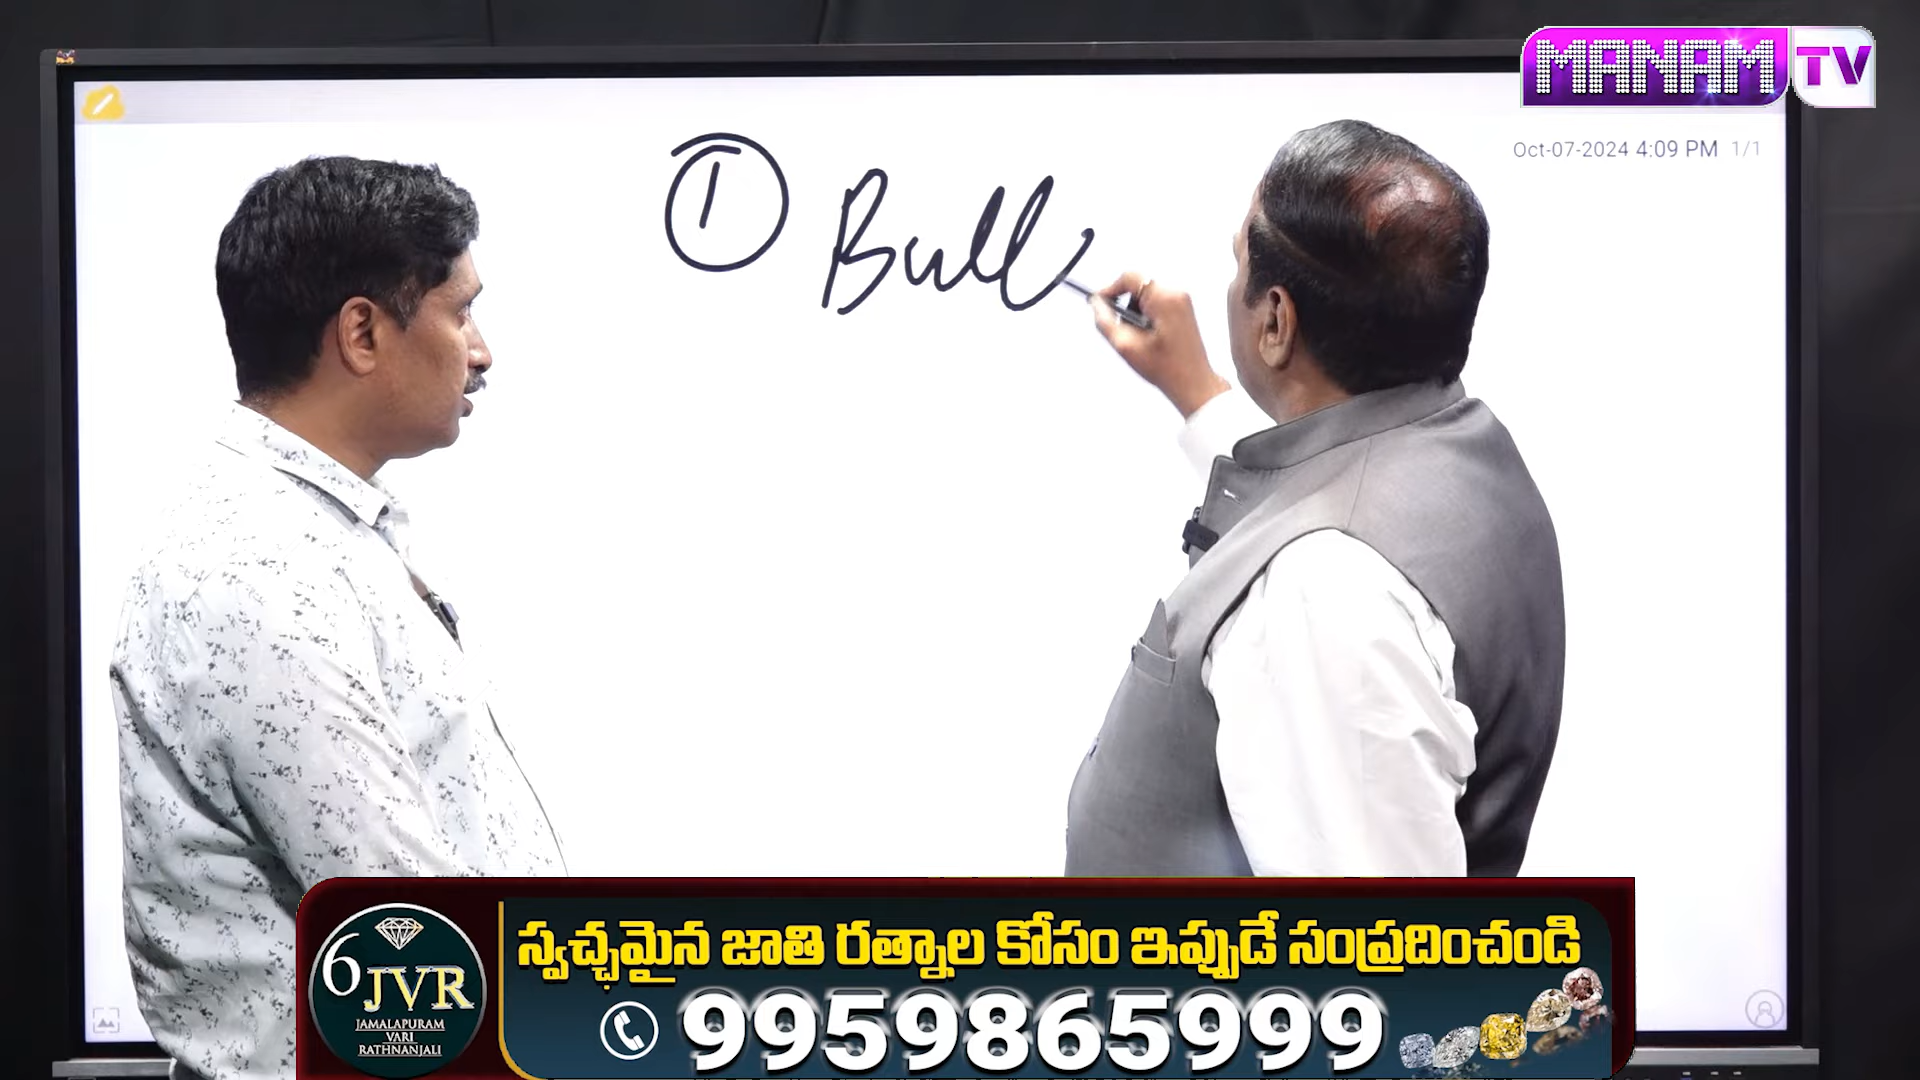 MANAM TV
Oct-07-2024 4:09 PM 1/1
1 Bull
స్వచ్ఛమైన జాతి రత్నాల కోసం ఇప్పుడే సంప్రదించండి
9959865999
6 JVR
JAMALAPURAM
VARI
RATHNANJALI